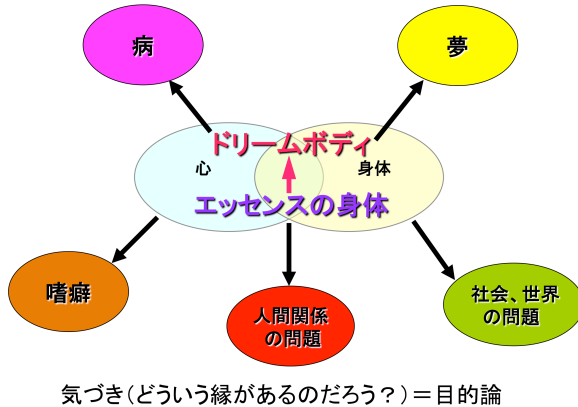 病
夢
ドリームボディ
心
身体
エッセンスの身体
嗜癖
人間関係
の問題
社会、世界
の問題
気づき(どういう縁があるのだろう?)=目的論